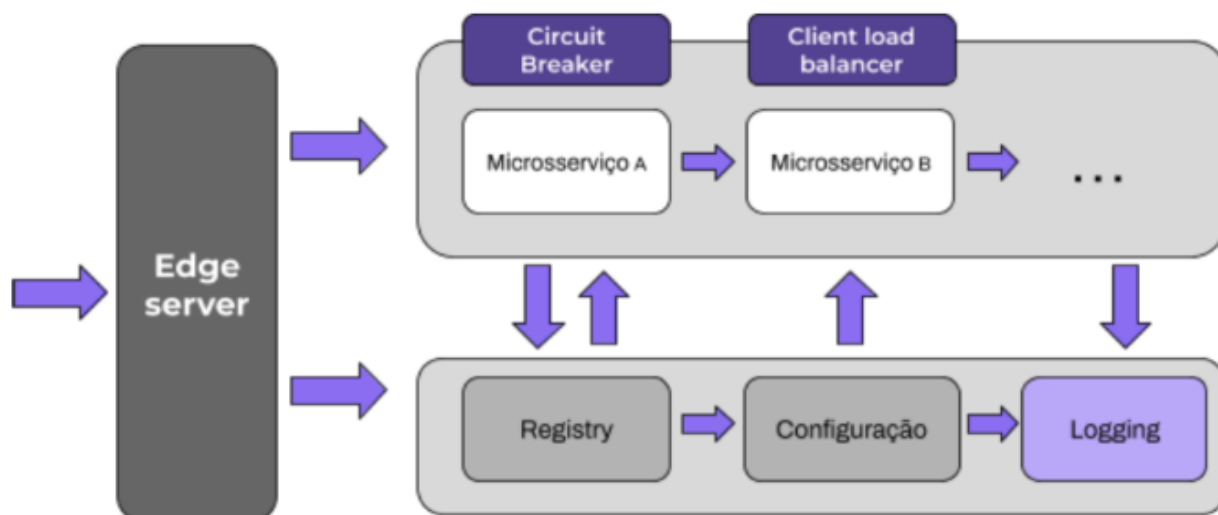 Circuit
Breaker
Client load
balancer
Microsserviço A
Microsserviço B
...
Edge
server
Registry
Configuração
Logging